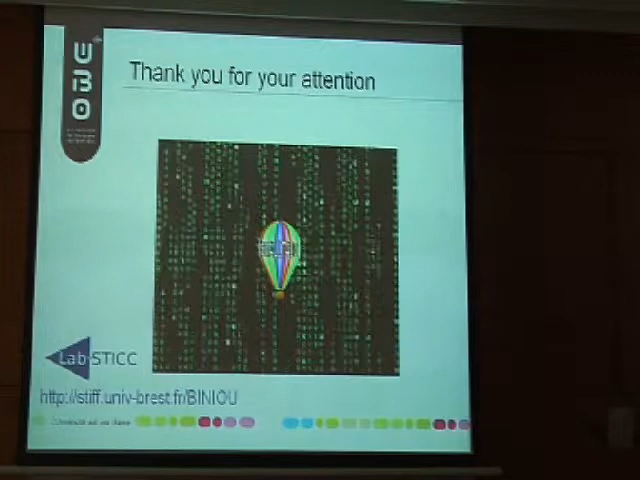 UBO
Thank you for your attention
Lab-STICC
http://stiff.univ-brest.fr/BINIOU